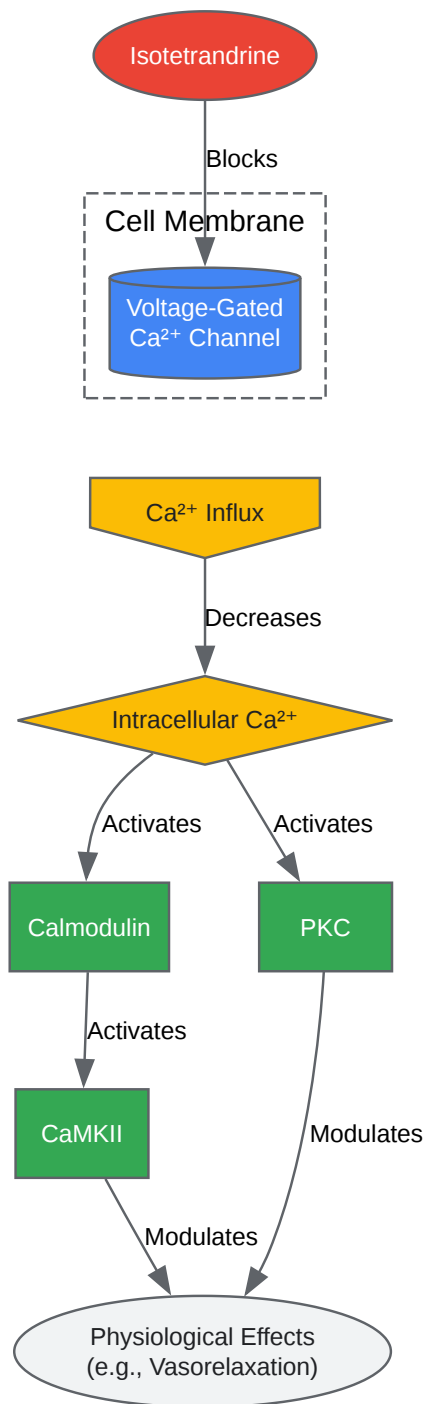 Isotetrandrine
Blocks
Cell Membrane
Voltage-Gated
Ca²⁺ Channel
Ca²⁺ Influx
Decreases
Intracellular Ca²⁺
Activates
Activates
Calmodulin
PKC
Activates
CaMKII
Modulates
Modulates
Physiological Effects
(e.g., Vasorelaxation)